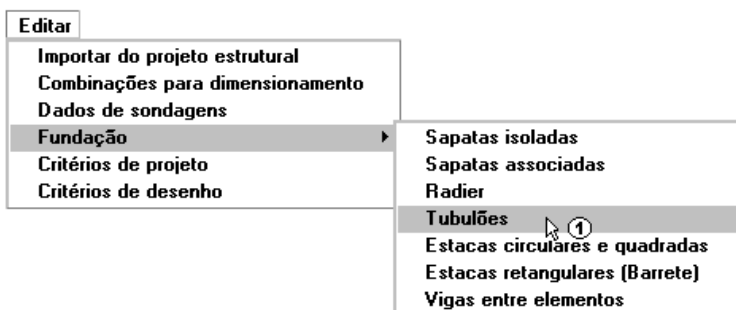 Editar
Importar do projeto estrutural
Combinações para dimensionamento
Dados de sondagens
Fundação
Critérios de projeto
Critérios de desenho
Sapatas isoladas
Sapatas associadas
Radier
Tubulões 1
Estacas circulares e quadradas
Estacas retangulares (Barrete)
Vigas entre elementos